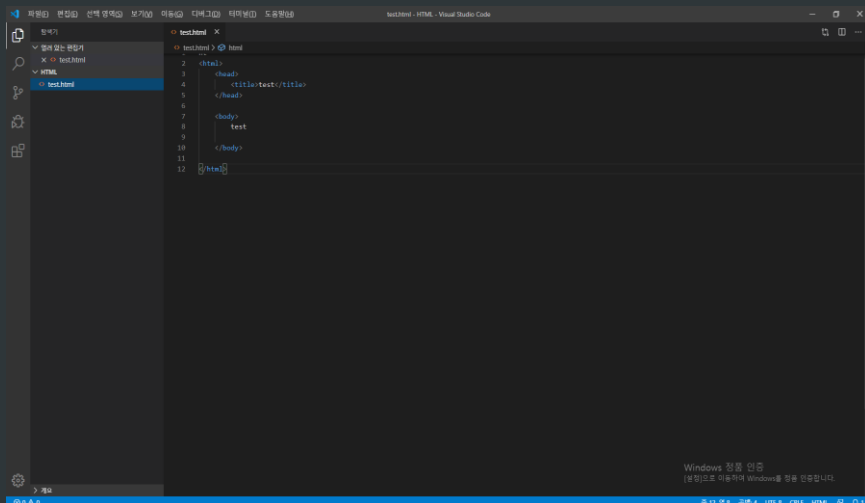 파일(F) 편집(E) 선택 영역(S) 보기(V) 이동(G) 디버그(D) 터미널(T) 도움말(H) test.html - HTML - Visual Studio Code
탐색기
열려 있는 편집기
test.html
HTML
test.html
개요
test.html
test.html > html
2 <html>
3 <head>
4 <title>test</title>
5 </head>
6
7 <body>
8 test
9
10 </body>
11
12 </html>
Windows 정품 인증
[설정]으로 이동하여 Windows를 정품 인증합니다.